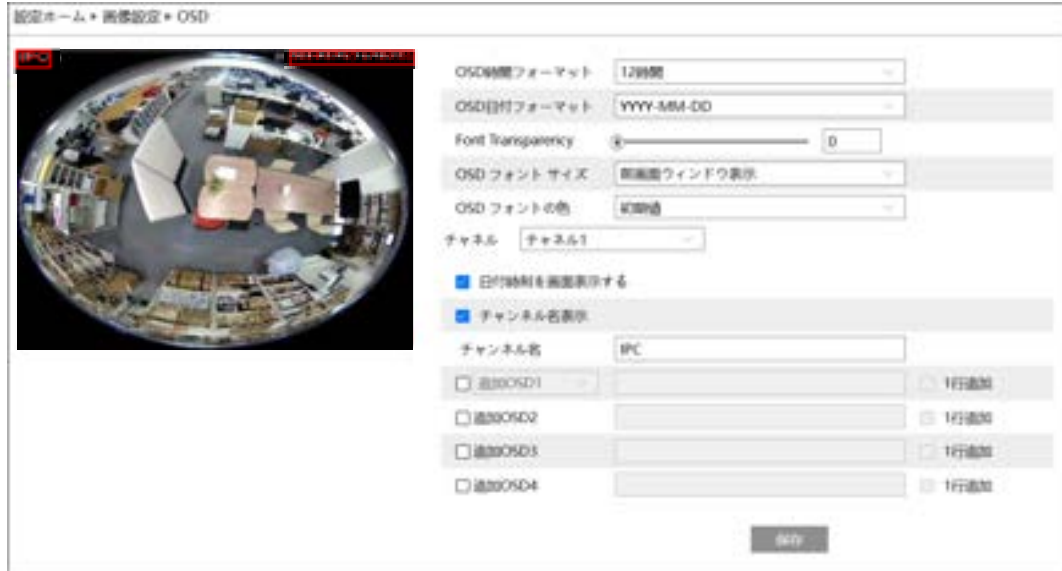 設定ホーム ▸ 画像設定 ▸ OSD
IPC
OSD時間フォーマット 12時間
OSD日付フォーマット YYYY-MM-DD
Font Transparency 0
OSD フォント サイズ
OSD フォントの色 初期値
チャネル チャネル1
日付時刻を画面表示する
チャンネル名表示
チャンネル名 IPC
追加OSD1 1行追加
追加OSD2 1行追加
追加OSD3 1行追加
追加OSD4 1行追加
保存